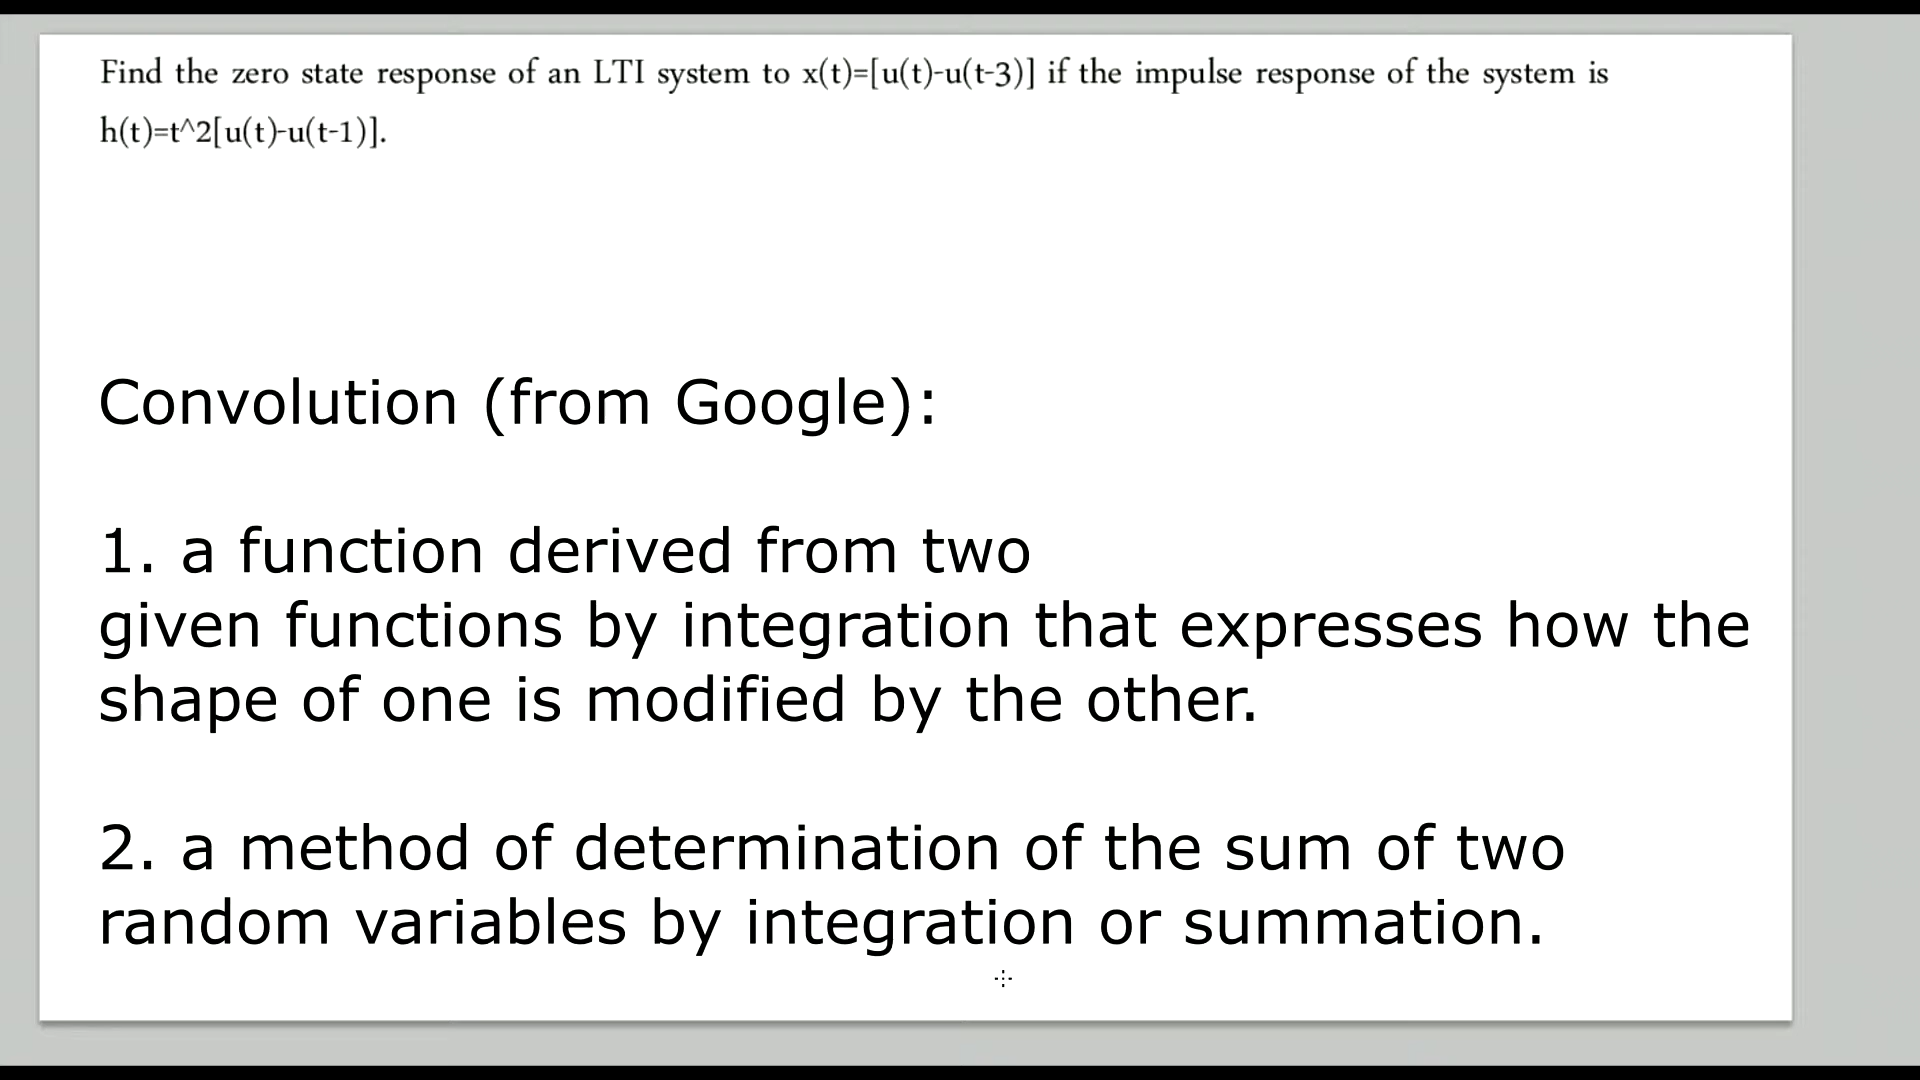 Find the zero state response of an LTI system to x(t)=[u(t)-u(t-3)] if the impulse response of the system is
h(t)=t^2[u(t)-u(t-1)].
Convolution (from Google):
1. a function derived from two
given functions by integration that expresses how the
shape of one is modified by the other.
2. a method of determination of the sum of two
random variables by integration or summation.